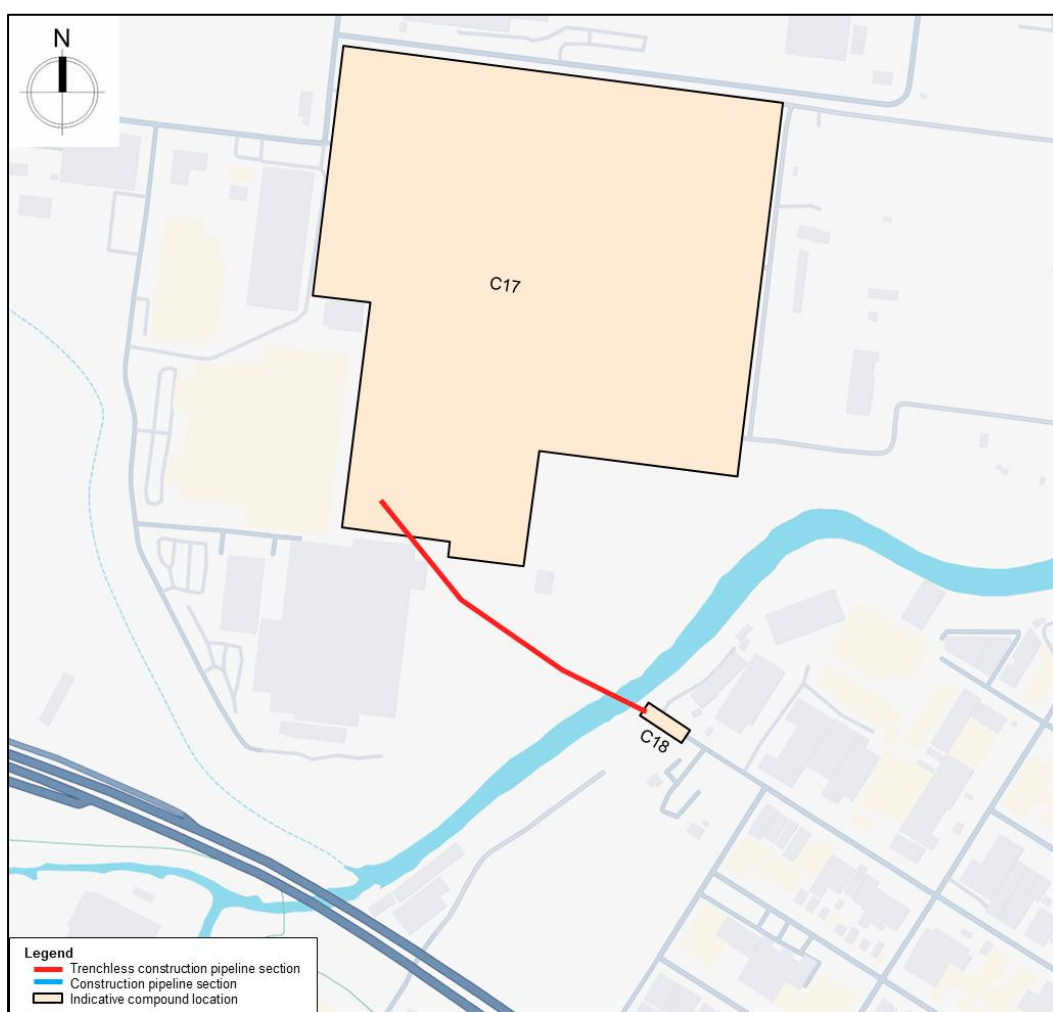 N
C17
C18
Legend
Trenchless construction pipeline section
Construction pipeline section
Indicative compound location